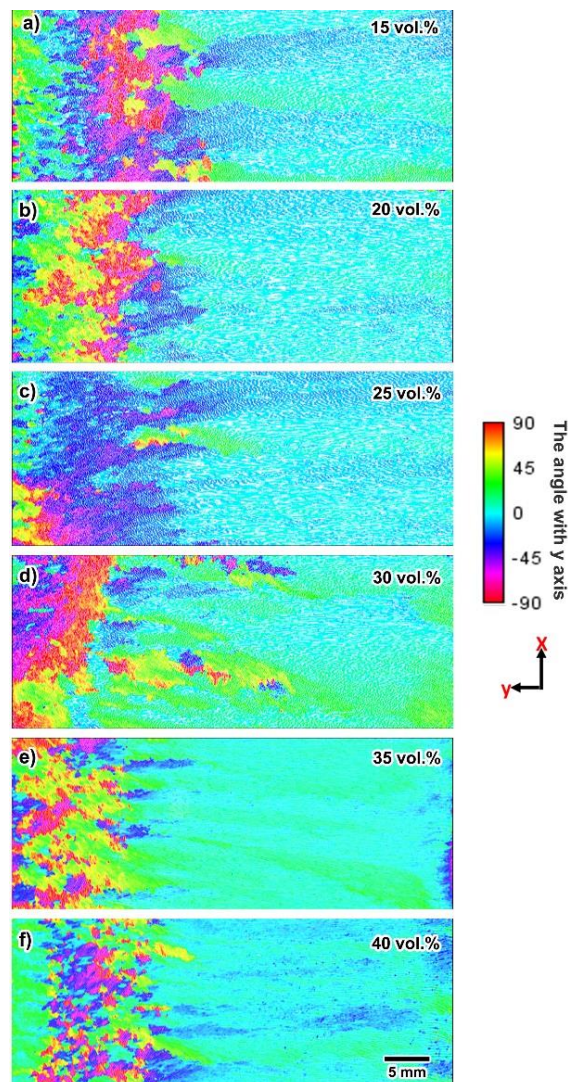 a)
15 vol.%
b)
20 vol.%
c)
25 vol.%
d)
30 vol.%
e)
35 vol.%
f)
40 vol.%
5 mm
90
45
0
-45
-90
The angle with y axis
X
y